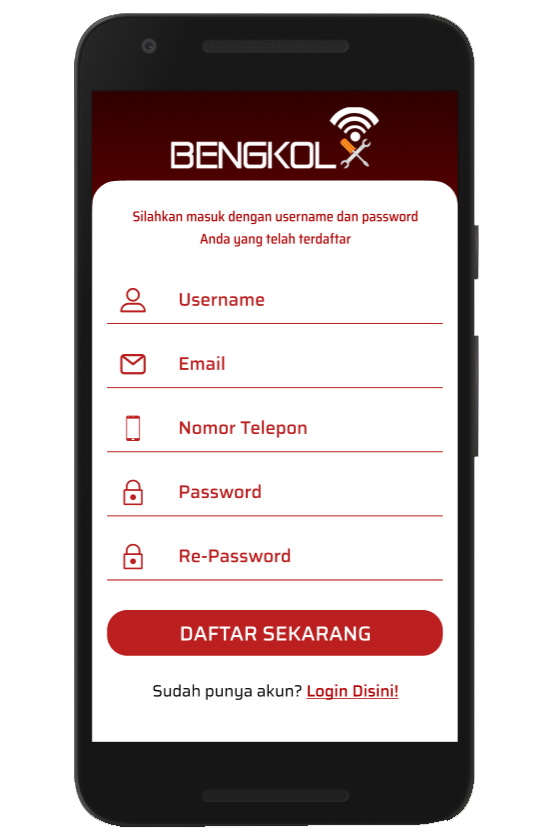 BENGKOL
Silahkan masuk dengan username dan password
Anda yang telah terdaftar
Username
Email
Nomor Telepon
Password
Re-Password
DAFTAR SEKARANG
Sudah punya akun? Login Disini!